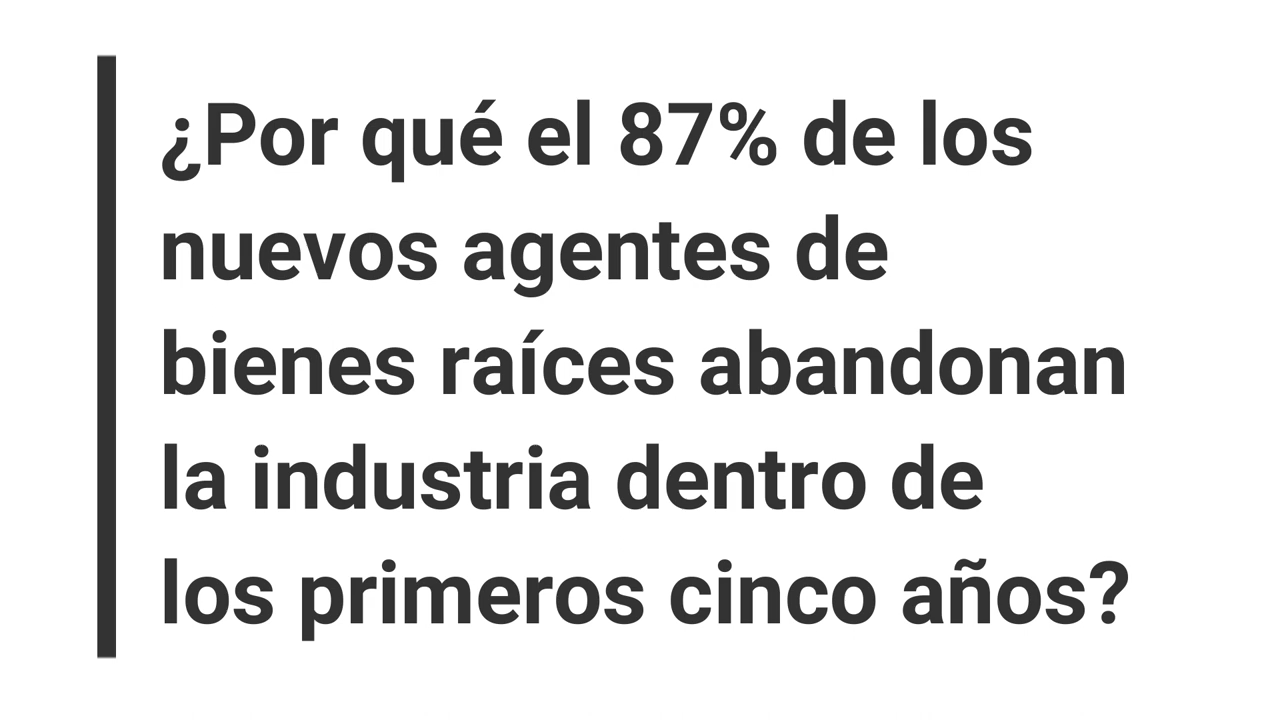 ¿Por qué el 87% de los
nuevos agentes de
bienes raíces abandonan
la industria dentro de
los primeros cinco años?